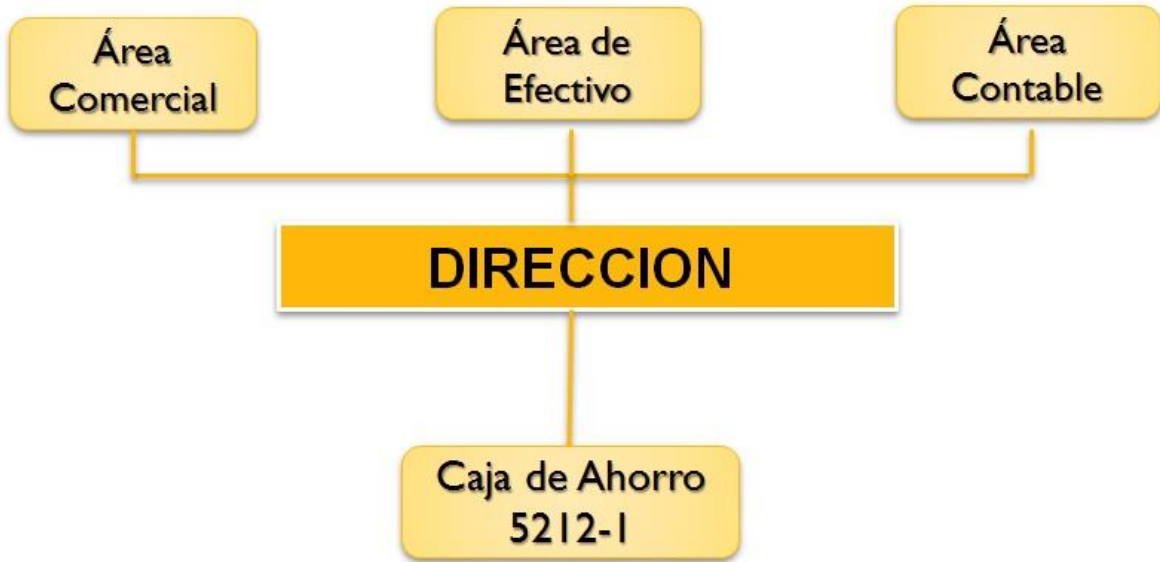 Área
Comercial
Área de
Efectivo
Área
Contable
DIRECCION
Caja de Ahorro
5212-1